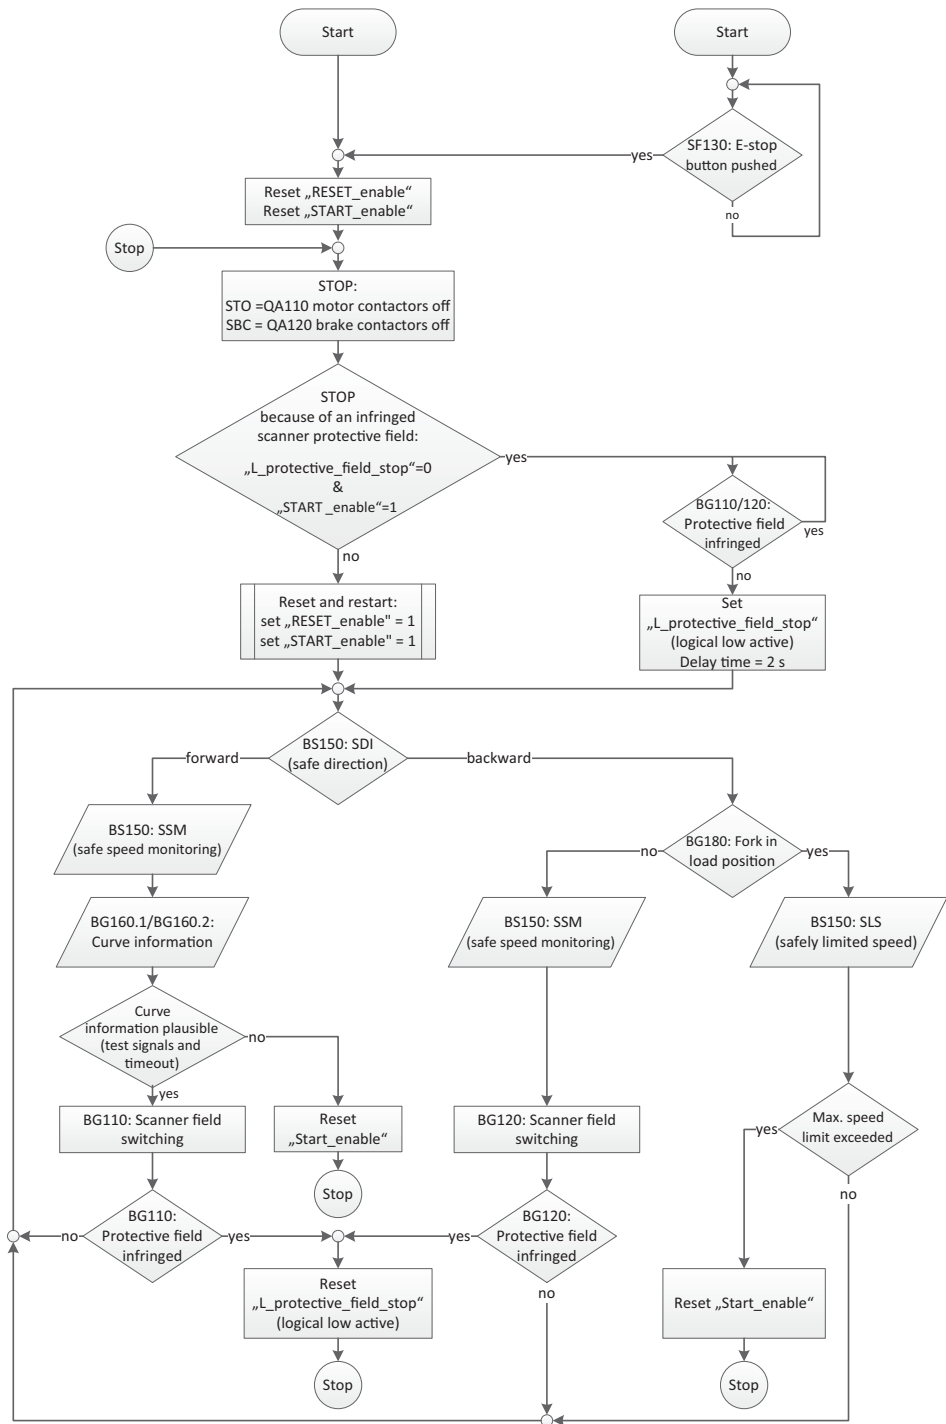 Start
Start
SF130: E-stop
button pushed
yes
no
Reset „RESET_enable“
Reset „START_enable“
Stop
STOP:
STO =QA110 motor contactors off
SBC = QA120 brake contactors off
STOP
because of an infringed
scanner protective field:
„L_protective_field_stop“=0
&
„START_enable“=1
yes
no
BG110/120:
Protective field
infringed
yes
no
Reset and restart:
set „RESET_enable" = 1
set „START_enable" = 1
Set
„L_protective_field_stop“
(logical low active)
Delay time = 2 s
BS150: SDI
(safe direction)
forward
backward
BS150: SSM
(safe speed monitoring)
BG180: Fork in
load position
no
yes
BG160.1/BG160.2:
Curve information
BS150: SSM
(safe speed monitoring)
BS150: SLS
(safely limited speed)
Curve
information plausible
(test signals and
timeout)
no
yes
BG110: Scanner field
switching
Reset
„Start_enable“
BG120: Scanner field
switching
Max. speed
limit exceeded
yes
no
Stop
BG110:
Protective field
infringed
no
yes
BG120:
Protective field
infringed
yes
no
Reset
„L_protective_field_stop“
(logical low active)
Reset „Start_enable“
Stop
Stop